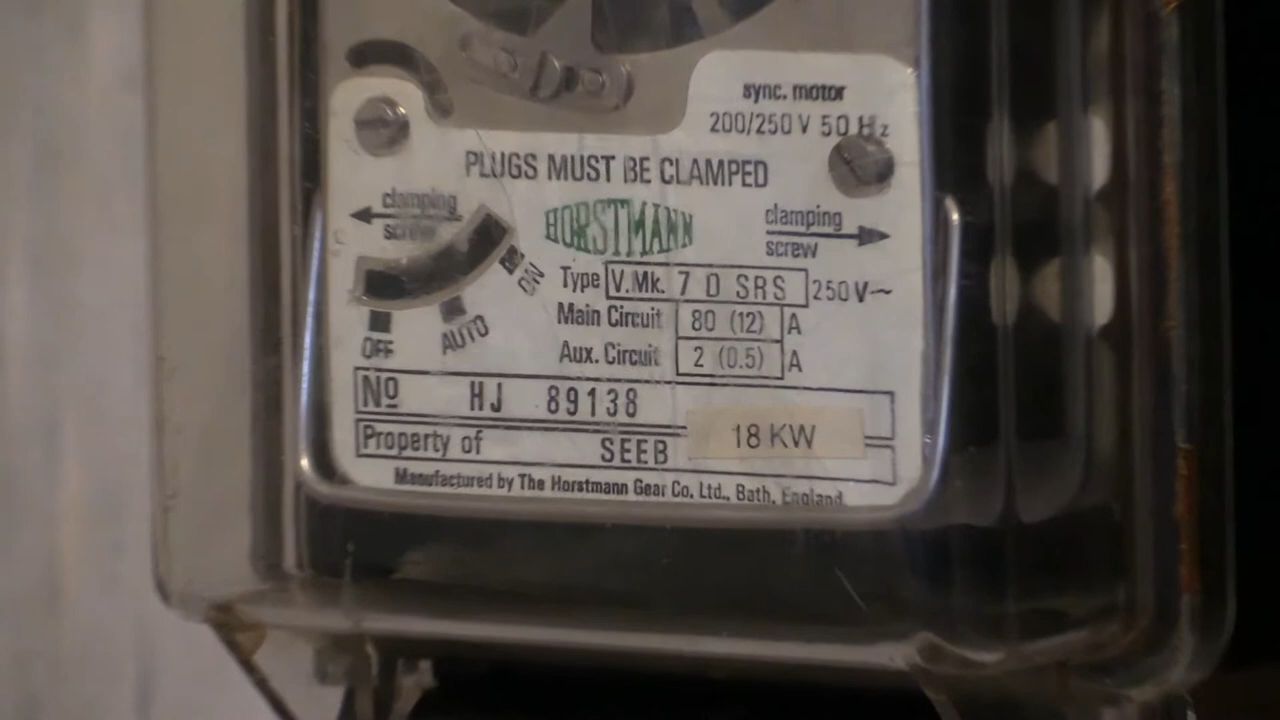 sync. motor
200/250 V 50 Hz
PLUGS MUST BE CLAMPED
clamping
screw
HORSTMANN
clamping
screw
ON
AUTO
OFF
Type V.Mk. 7 D SRS 250 V~
Main Circuit 80 (12) A
Aux. Circuit 2 (0.5) A
No HJ 89138
Property of SEEB 18 KW
Manufactured by The Horstmann Gear Co. Ltd., Bath, England